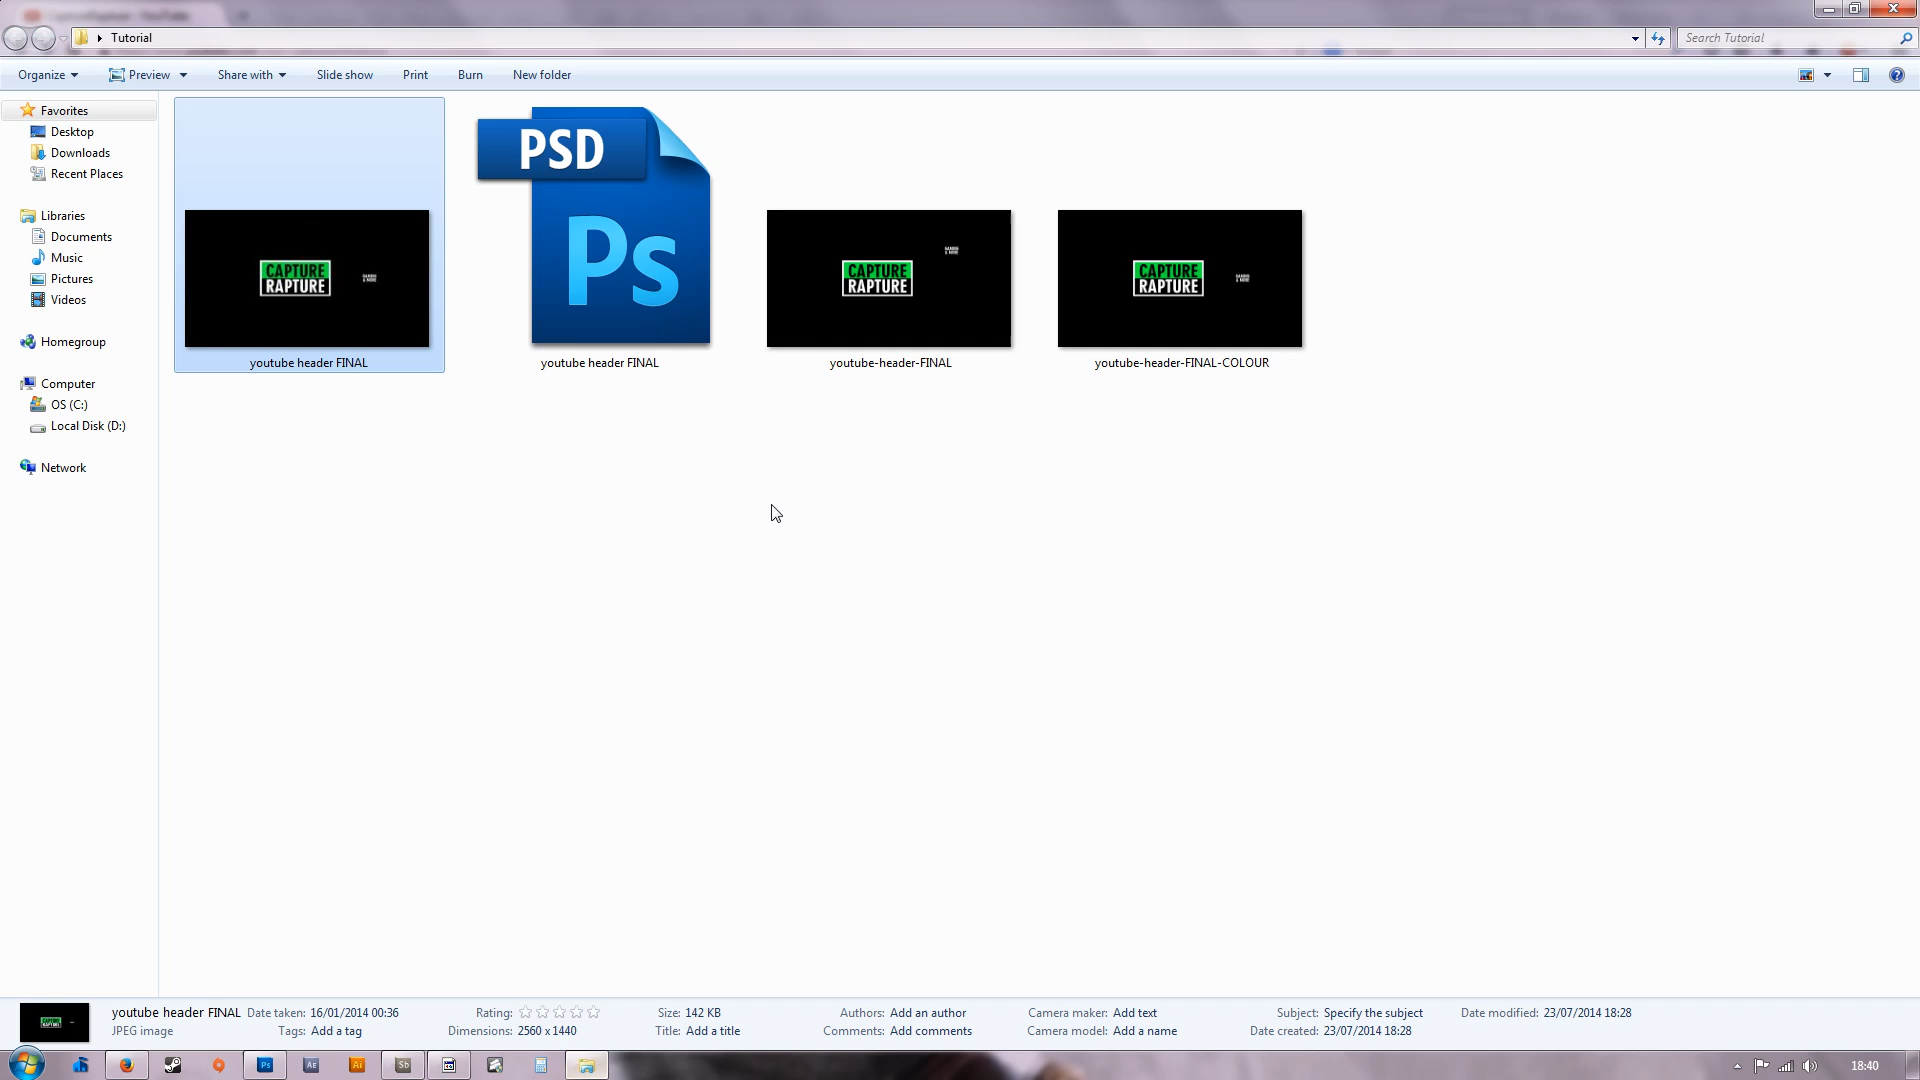 Tutorial
Search Tutorial
Organize
Preview
Share with
Slide show
Print
Burn
New folder
Favorites
Desktop
Downloads
Recent Places
Libraries
Documents
Music
Pictures
Videos
Homegroup
Computer
OS (C:)
Local Disk (D:)
Network
CAPTURE
RAPTURE
youtube header FINAL
PSD
Ps
youtube header FINAL
CAPTURE
RAPTURE
youtube-header-FINAL
CAPTURE
RAPTURE
youtube-header-FINAL-COLOUR
youtube header FINAL Date taken: 16/01/2014 00:36 Rating: Size: 142 KB Authors: Add an author Camera maker: Add text Subject: Specify the subject Date modified: 23/07/2014 18:28
JPEG image Tags: Add a tag Dimensions: 2560 x 1440 Title: Add a title Comments: Add comments Camera model: Add a name Date created: 23/07/2014 18:28
Ps Ae Ai Sb 18:40